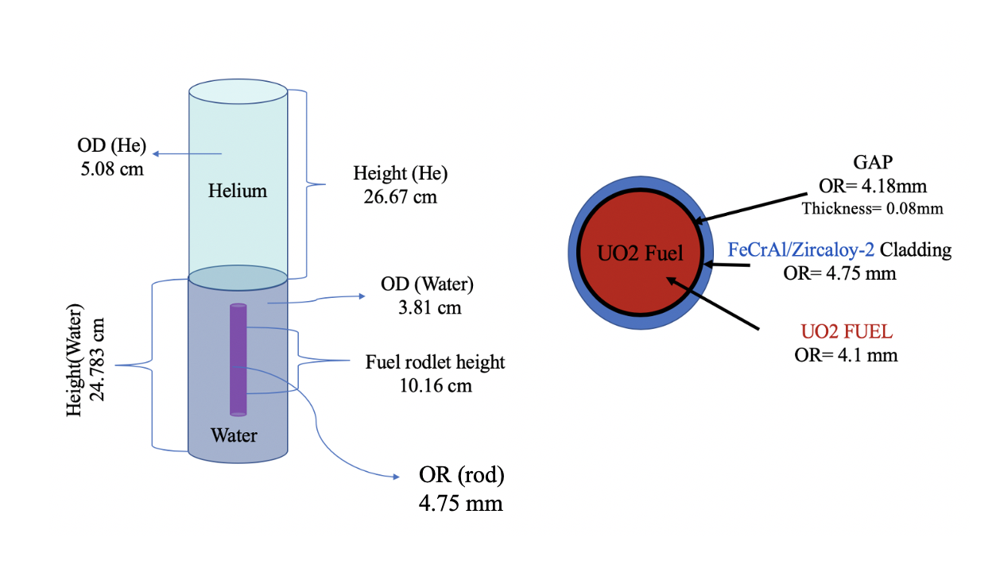 OD (He)
5.08 cm
Helium
Height (He)
26.67 cm
Height(Water)
24.783 cm
OD (Water)
3.81 cm
Fuel rodlet height
10.16 cm
Water
OR (rod)
4.75 mm
UO2 Fuel
GAP
OR= 4.18mm
Thickness= 0.08mm
FeCrAl/Zircaloy-2 Cladding
OR= 4.75 mm
UO2 FUEL
OR= 4.1 mm